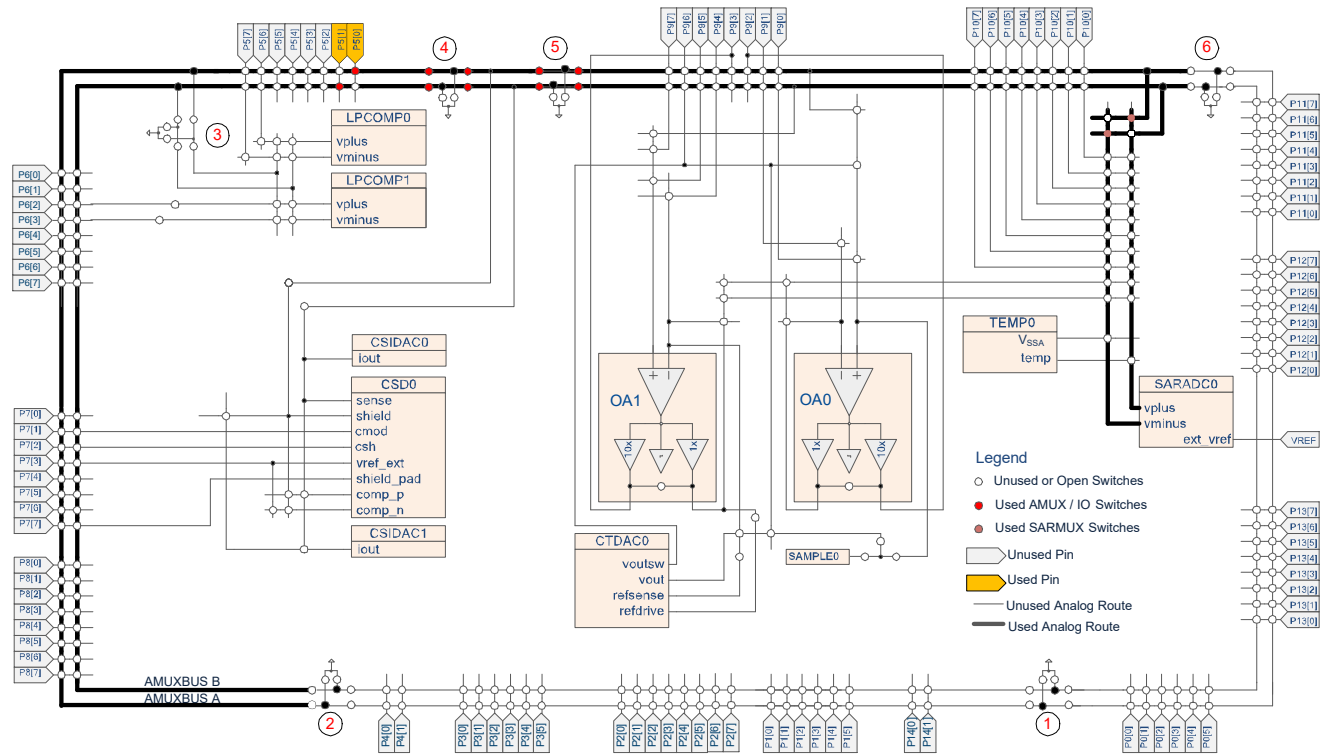 P5[7]
P5[6]
P5[5]
P5[4]
P5[3]
P5[2]
P5[1]
P5[0]
4
5
P9[7]
P9[6]
P9[5]
P9[4]
P9[3]
P9[2]
P9[1]
P9[0]
P10[7]
P10[6]
P10[5]
P10[4]
P10[3]
P10[2]
P10[1]
P10[0]
6
3
LPCOMP0
vplus
vminus
LPCOMP1
vplus
vminus
P6[0]
P6[1]
P6[2]
P6[3]
P6[4]
P6[5]
P6[6]
P6[7]
P11[7]
P11[6]
P11[5]
P11[4]
P11[3]
P11[2]
P11[1]
P11[0]
P12[7]
P12[6]
P12[5]
P12[4]
P12[3]
P12[2]
P12[1]
P12[0]
TEMP0
VSSA
temp
CSIDAC0
iout
CSD0
sense
shield
cmod
csh
vref_ext
shield_pad
comp_p
comp_n
CSIDAC1
iout
P7[0]
P7[1]
P7[2]
P7[3]
P7[4]
P7[5]
P7[6]
P7[7]
OA1
10x
1x
OA0
1x
10x
SARADC0
vplus
vminus
ext_vref
VREF
Legend
Unused or Open Switches
Used AMUX / IO Switches
Used SARMUX Switches
Unused Pin
Used Pin
Unused Analog Route
Used Analog Route
CTDAC0
voutsw
vout
refsense
refdrive
SAMPLE0
P13[7]
P13[6]
P13[5]
P13[4]
P13[3]
P13[2]
P13[1]
P13[0]
P8[0]
P8[1]
P8[2]
P8[3]
P8[4]
P8[5]
P8[6]
P8[7]
AMUXBUS B
AMUXBUS A
2
1
P4[0]
P4[1]
P3[0]
P3[1]
P3[2]
P3[3]
P3[4]
P3[5]
P2[0]
P2[1]
P2[2]
P2[3]
P2[4]
P2[5]
P2[6]
P2[7]
P1[0]
P1[1]
P1[2]
P1[3]
P1[4]
P1[5]
P14[0]
P14[1]
P0[0]
P0[1]
P0[2]
P0[3]
P0[4]
P0[5]